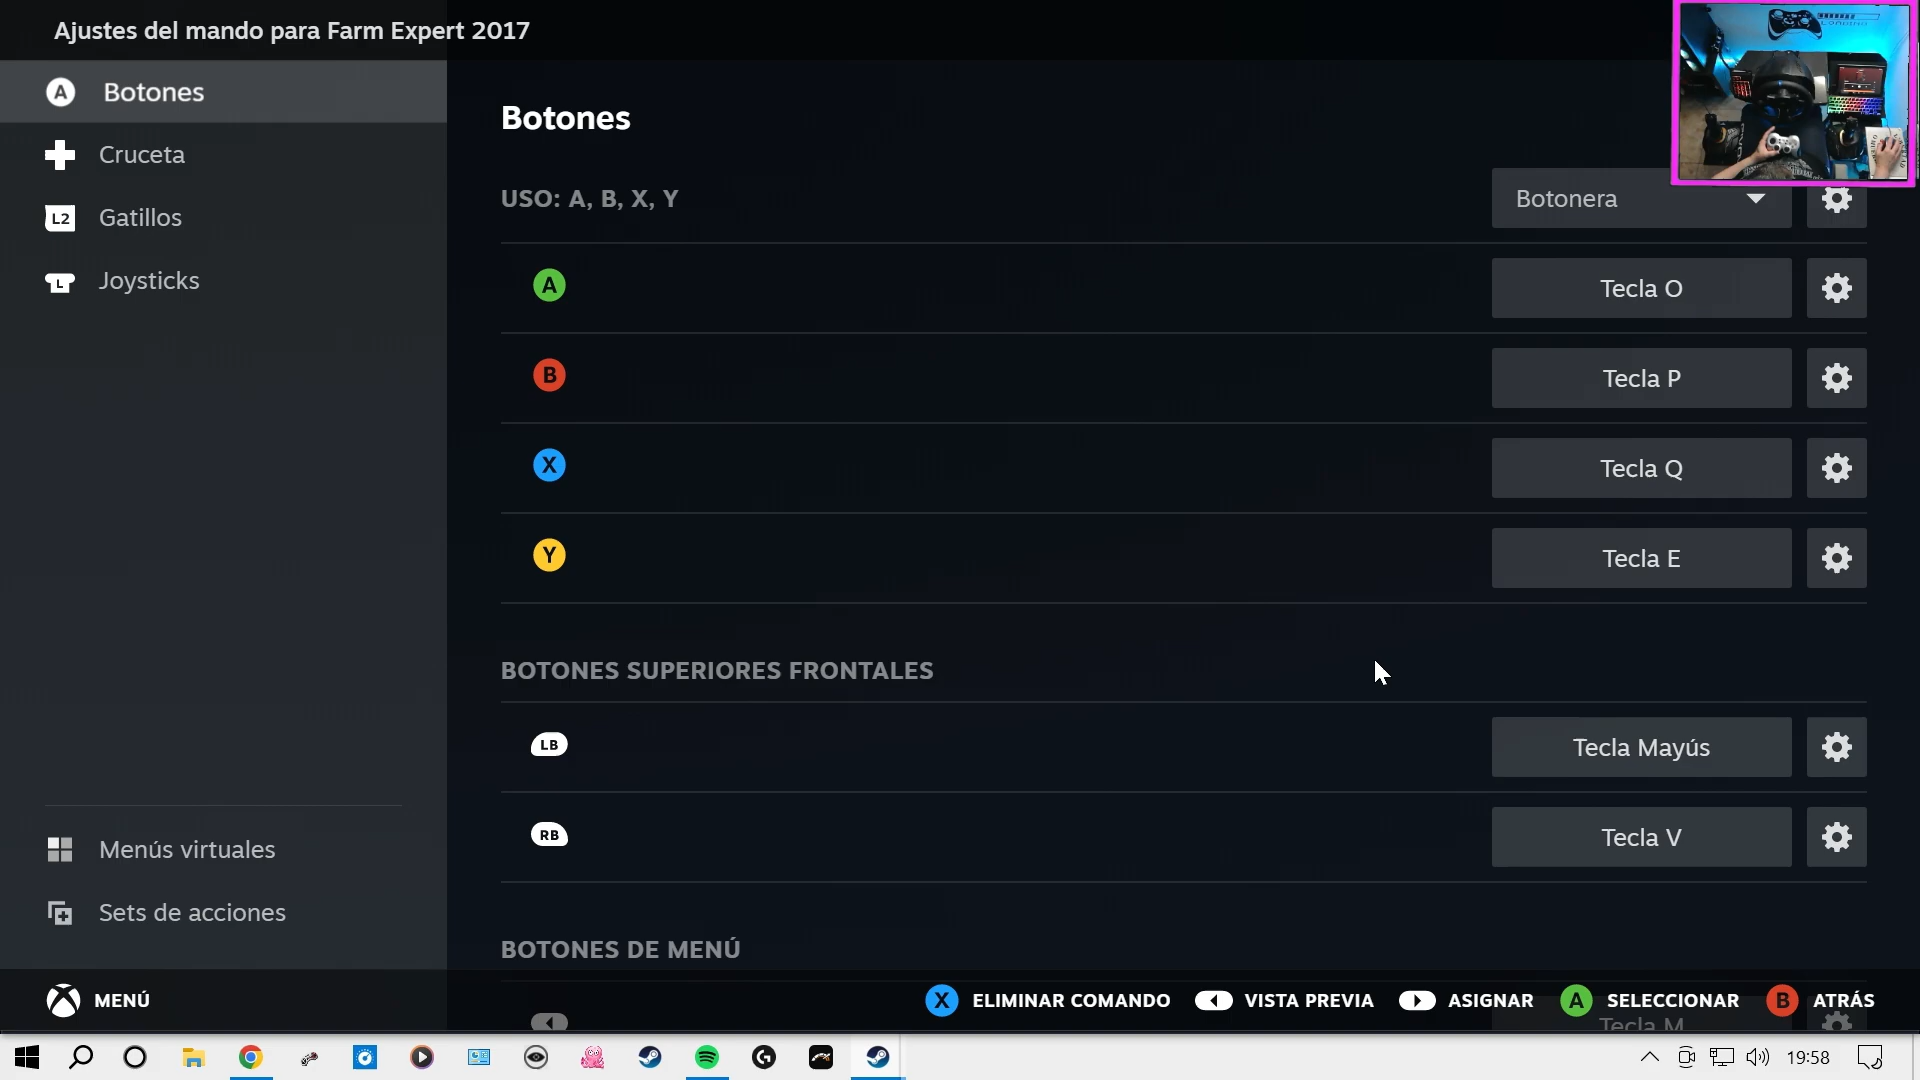 Ajustes del mando para Farm Expert 2017
A Botones
Cruceta
L2 Gatillos
L Joysticks
Menús virtuales
Sets de acciones
Botones
USO: A, B, X, Y
Botonera
A Tecla O
B Tecla P
X Tecla Q
Y Tecla E
BOTONES SUPERIORES FRONTALES
LB Tecla Mayús
RB Tecla V
BOTONES DE MENÚ
Tecla M
MENÚ
X ELIMINAR COMANDO
VISTA PREVIA
ASIGNAR
A SELECCIONAR
B ATRÁS
19:58